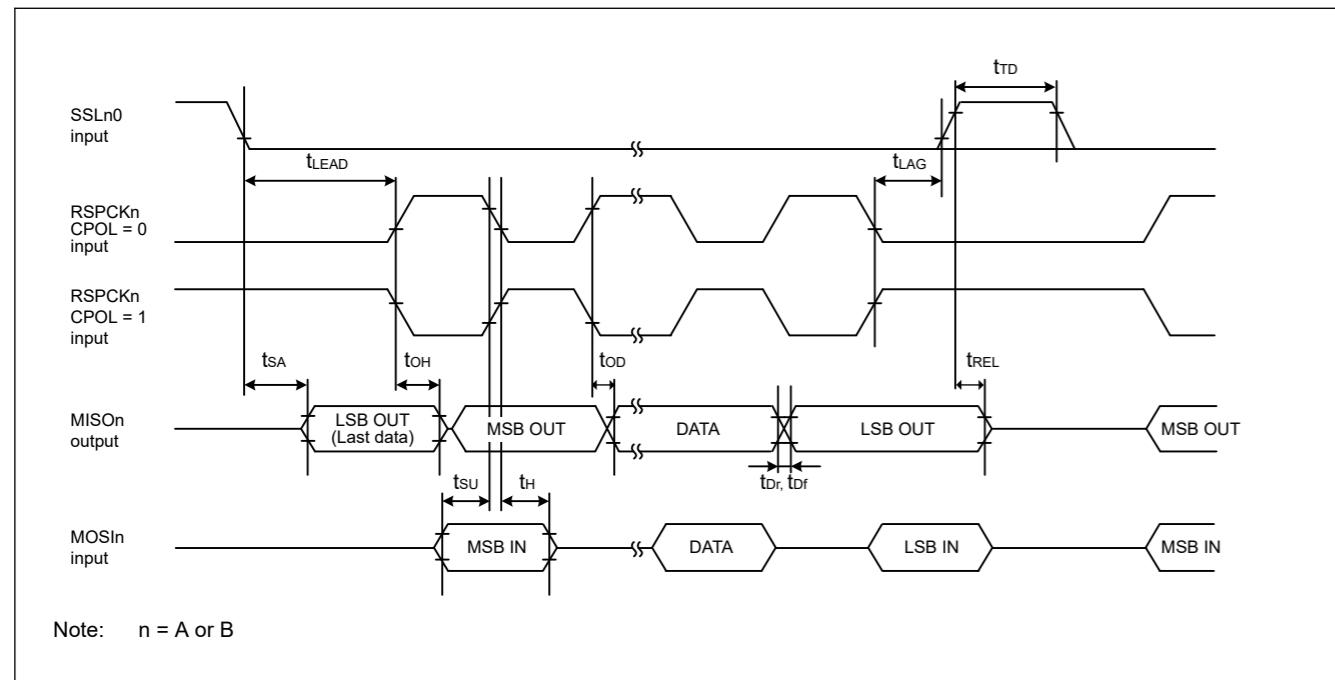 tTD
SSLn0
input
tLEAD
tLAG
RSPCKn
CPOL = 0
input
RSPCKn
CPOL = 1
input
tSA
tOH
tOD
tREL
MISOn
output
LSB OUT
(Last data)
MSB OUT
DATA
LSB OUT
MSB OUT
tSU
tH
tDr, tDf
MOSIn
input
MSB IN
DATA
LSB IN
MSB IN
Note: n = A or B